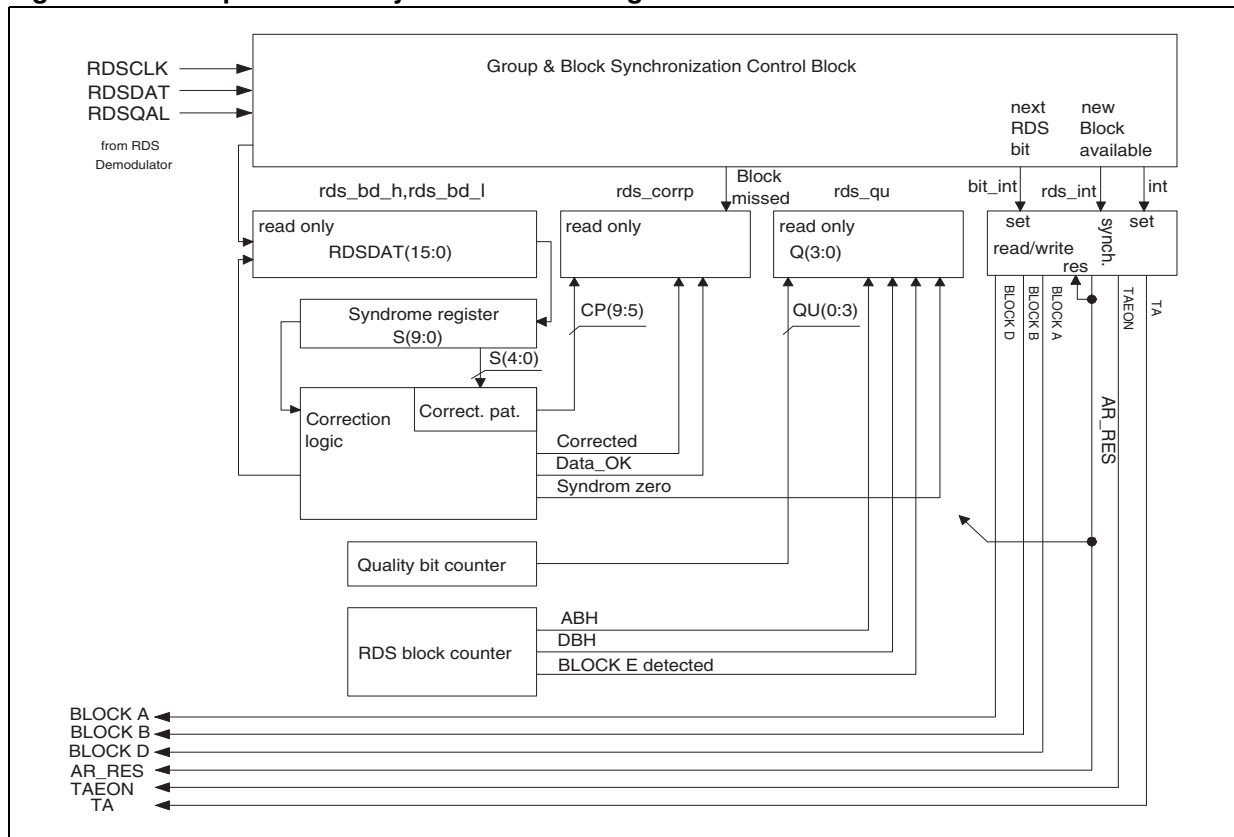 RDSCLK
RDSDAT
RDSQAL
from RDS
Demodulator
Group & Block Synchronization Control Block
next
RDS
bit
new
Block
available
rds_bd_h,rds_bd_l
rds_corrp
Block
missed
rds_qu
bit_int
rds_int
int
read only
RDSDAT(15:0)
read only
read only
Q(3:0)
set
synch.
set
read/write
res
Syndrome register
S(9:0)
S(4:0)
CP(9:5)
QU(0:3)
BLOCK D
BLOCK B
BLOCK A
AR_RES
TAEON
TA
Correct. pat.
Correction
logic
Corrected
Data_OK
Syndrom zero
Quality bit counter
RDS block counter
ABH
DBH
BLOCK E detected
BLOCK A
BLOCK B
BLOCK D
AR_RES
TAEON
TA